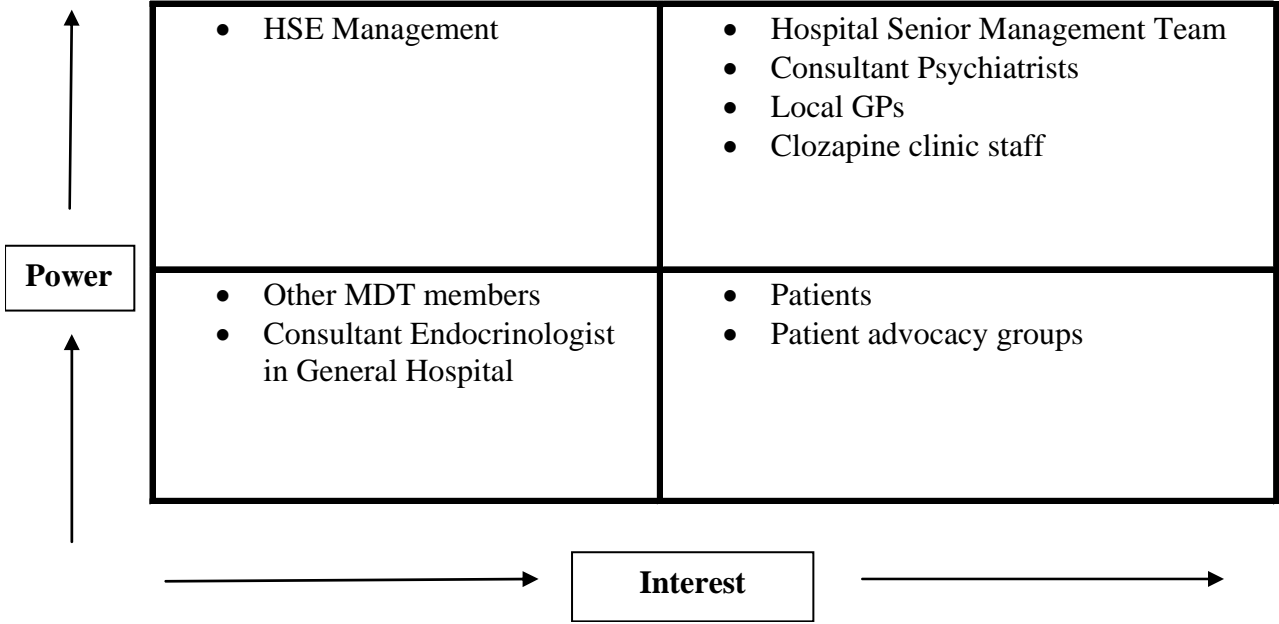 • HSE Management
• Hospital Senior Management Team
• Consultant Psychiatrists
• Local GPs
• Clozapine clinic staff
Power
• Other MDT members
• Consultant Endocrinologist
in General Hospital
• Patients
• Patient advocacy groups
Interest